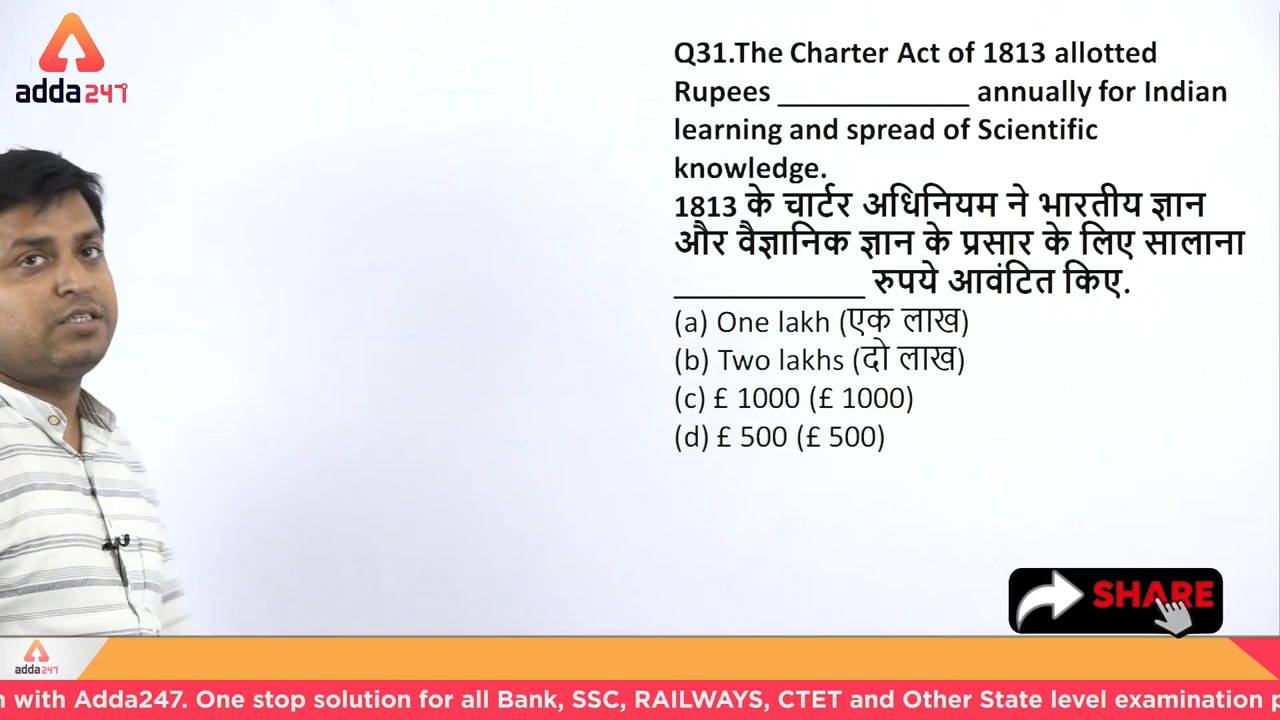 adda247
Q31.The Charter Act of 1813 allotted
Rupees ____________ annually for Indian
learning and spread of Scientific
knowledge.
1813 के चार्टर अधिनियम ने भारतीय ज्ञान
और वैज्ञानिक ज्ञान के प्रसार के लिए सालाना
____________ रुपये आवंटित किए.
(a) One lakh (एक लाख)
(b) Two lakhs (दो लाख)
(c) £ 1000 (£ 1000)
(d) £ 500 (£ 500)
SHARE
adda247
n with Adda247. One stop solution for all Bank, SSC, RAILWAYS, CTET and Other State level examination p